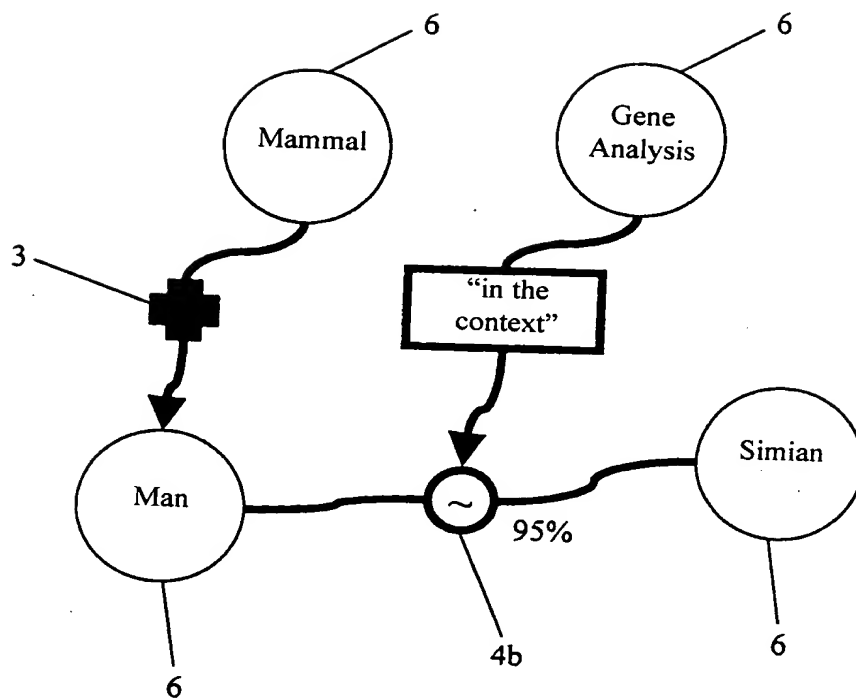 6
6
Mammal
Gene
Analysis
3
“in the
context”
Man
~
Simian
95%
6
4b
6